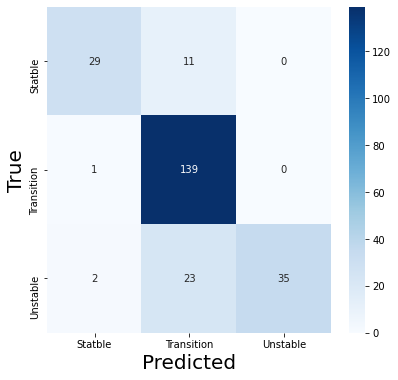 True
Statble
Transition
Unstable
29 11 0
1 139 0
2 23 35
Statble Transition Unstable
Predicted
120
100
80
60
40
20
0